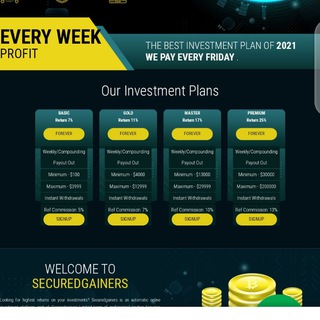 EVERY WEEK
PROFIT
THE BEST INVESTMENT PLAN OF 2021
WE PAY EVERY FRIDAY .
Our Investment Plans
BASIC
Return 7%
FOREVER
Weekly/Compounding
Payout Out
Minimum - $100
Maximum - $3999
Instant Withdrawals
Ref Commission 5%
SIGNUP
GOLD
Return 11%
FOREVER
Weekly/Compounding
Payout Out
Minimum - $4000
Maximum - $12999
Instant Withdrawals
Ref Commission 7%
SIGNUP
MASTER
Return 17%
FOREVER
Weekly/Compounding
Payout Out
Minimum - $13000
Maximum - $29999
Instant Withdrawals
Ref Commission 10%
SIGNUP
PREMIUM
Return 25%
FOREVER
Weekly/Compounding
Payout Out
Minimum - $30000
Maximum - $200000
Instant Withdrawals
Ref Commission 13%
SIGNUP
WELCOME TO
SECUREDGAINERS
Looking for highest returns on your investments? Securedgainers is an automatic online